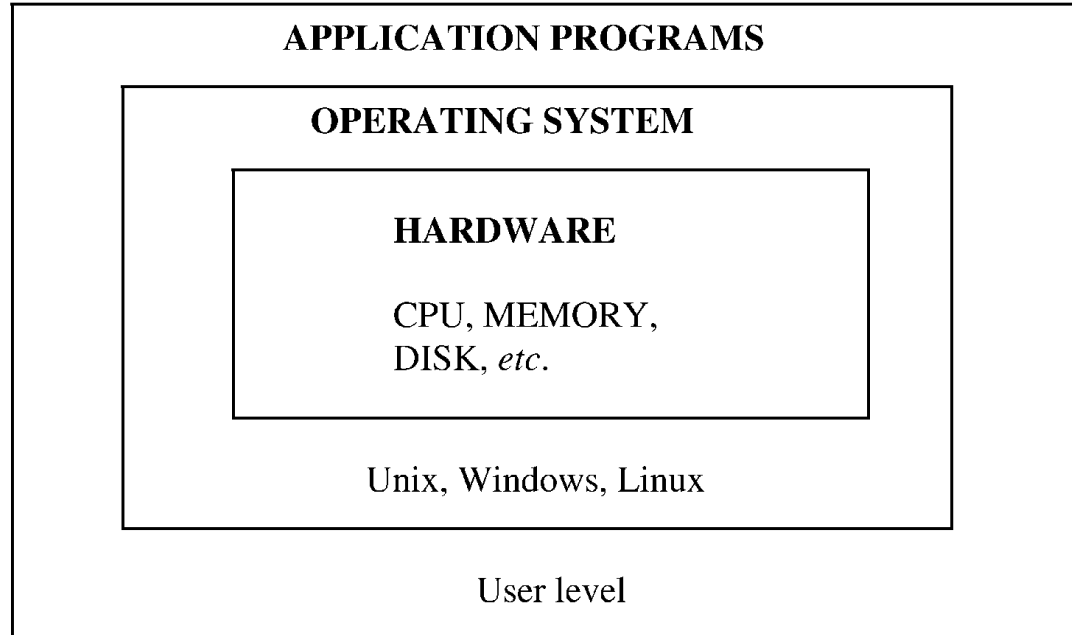 APPLICATION PROGRAMS
OPERATING SYSTEM
HARDWARE
CPU, MEMORY,
DISK, etc.
Unix, Windows, Linux
User level